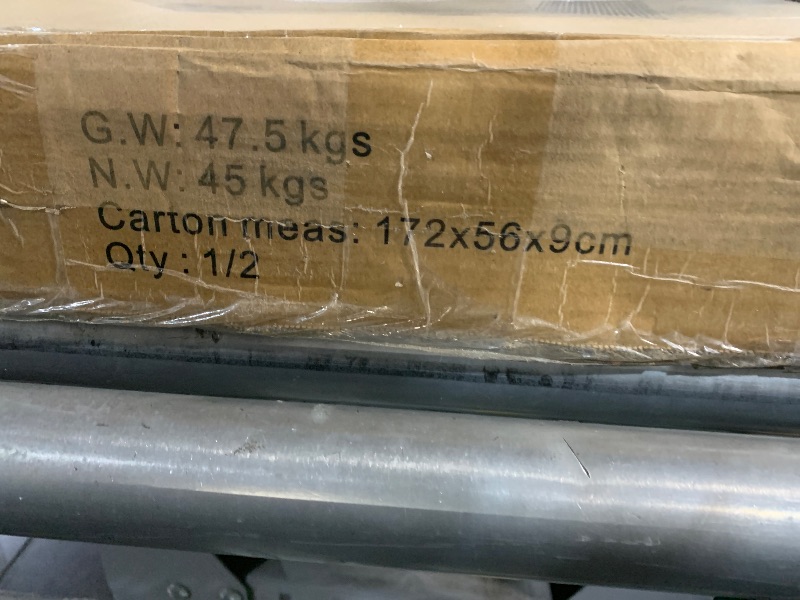 G.W: 47.5 kgs
N.W: 45 kgs
Carton meas: 172x56x9cm
Qty : 1/2